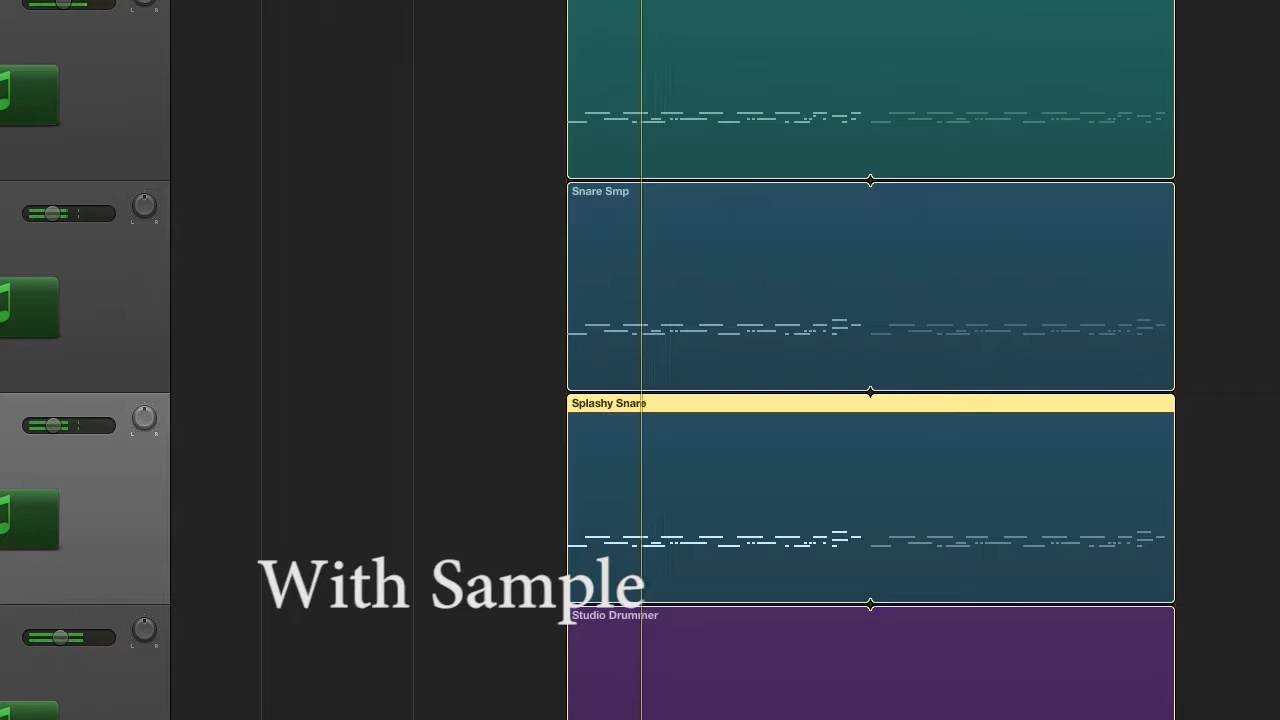 L R
Snare Smp
L R
Splashy Snare
L R
With Sample
Studio Drummer
L R